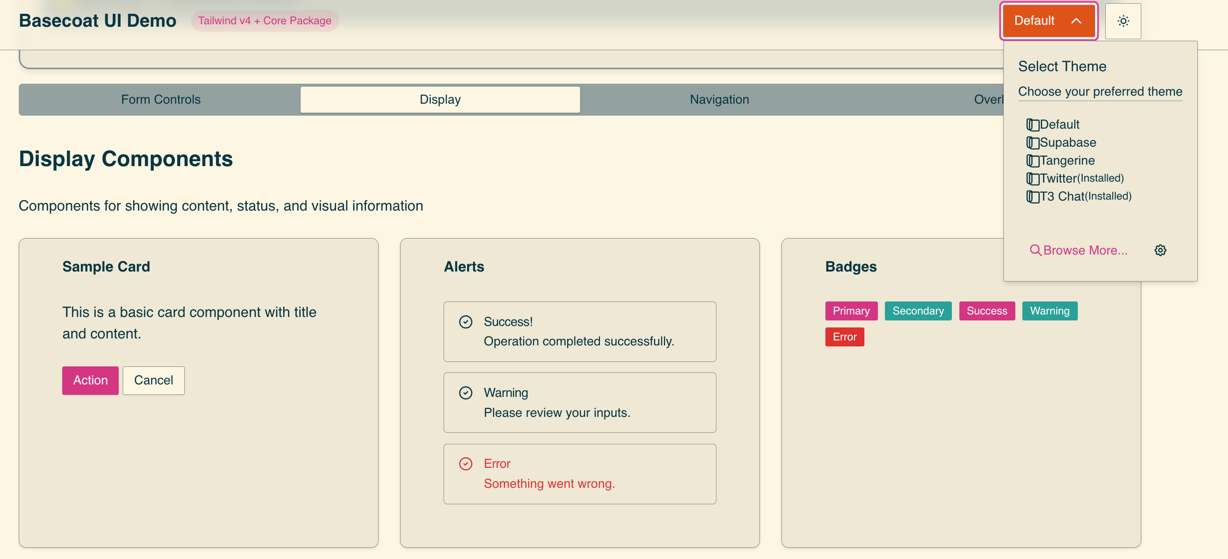 Basecoat UI Demo
Tailwind v4 + Core Package
Default
Select Theme
Choose your preferred theme
Default
Supabase
Tangerine
Twitter(Installed)
T3 Chat(Installed)
Browse More...
Form Controls
Display
Navigation
Display Components
Components for showing content, status, and visual information
Sample Card
This is a basic card component with title
and content.
Action
Cancel
Alerts
Success!
Operation completed successfully.
Warning
Please review your inputs.
Error
Something went wrong.
Badges
Primary
Secondary
Success
Warning
Error